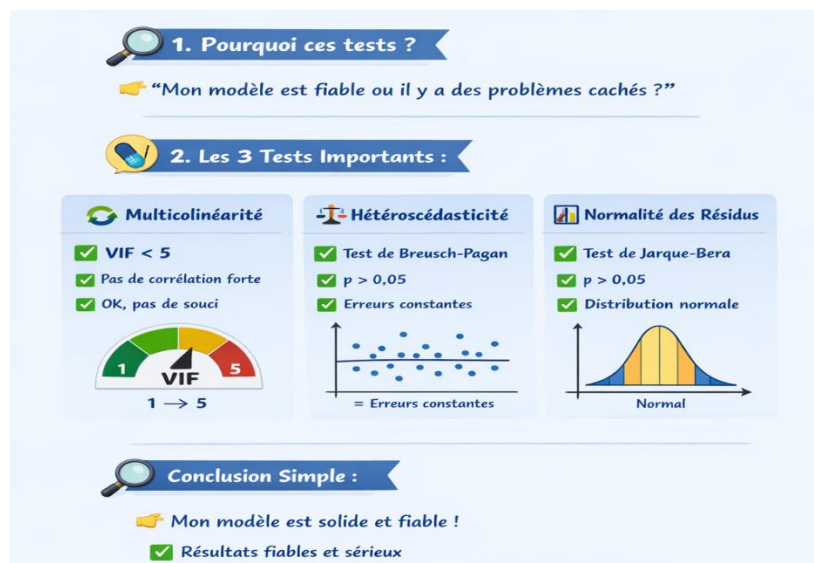 1. Pourquoi ces tests ?
“Mon modèle est fiable ou il y a des problèmes cachés ?”
2. Les 3 Tests Importants :
Multicolinéarité
VIF < 5
Pas de corrélation forte
OK, pas de souci
1
5
VIF
1 → 5
Hétéroscédasticité
Test de Breusch-Pagan
p > 0,05
Erreurs constantes
= Erreurs constantes
Normalité des Résidus
Test de Jarque-Bera
p > 0,05
Distribution normale
Normal
Conclusion Simple :
Mon modèle est solide et fiable !
Résultats fiables et sérieux